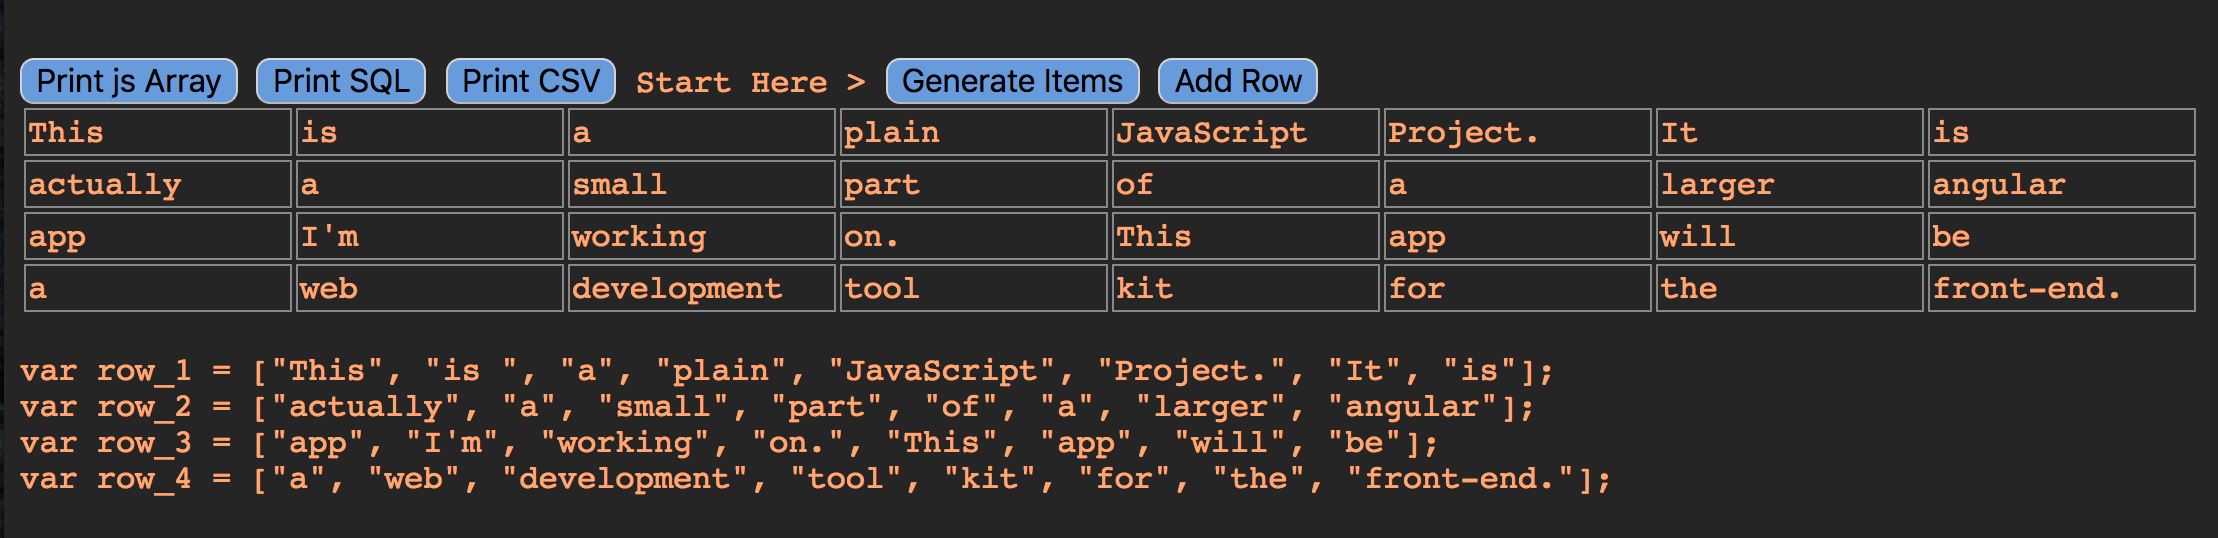 Print js Array Print SQL Print CSV Start Here > Generate Items Add Row
This is a plain JavaScript Project. It is
actually a small part of a larger angular
app I'm working on. This app will be
a web development tool kit for the front-end.
var row_1 = ["This", "is ", "a", "plain", "JavaScript", "Project.", "It", "is"];
var row_2 = ["actually", "a", "small", "part", "of", "a", "larger", "angular"];
var row_3 = ["app", "I'm", "working", "on.", "This", "app", "will", "be"];
var row_4 = ["a", "web", "development", "tool", "kit", "for", "the", "front-end."];